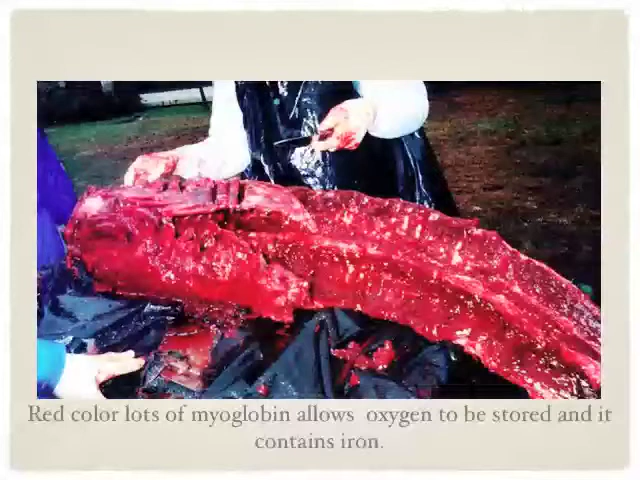 Red color lots of myoglobin allows  oxygen to be stored and it
contains iron.